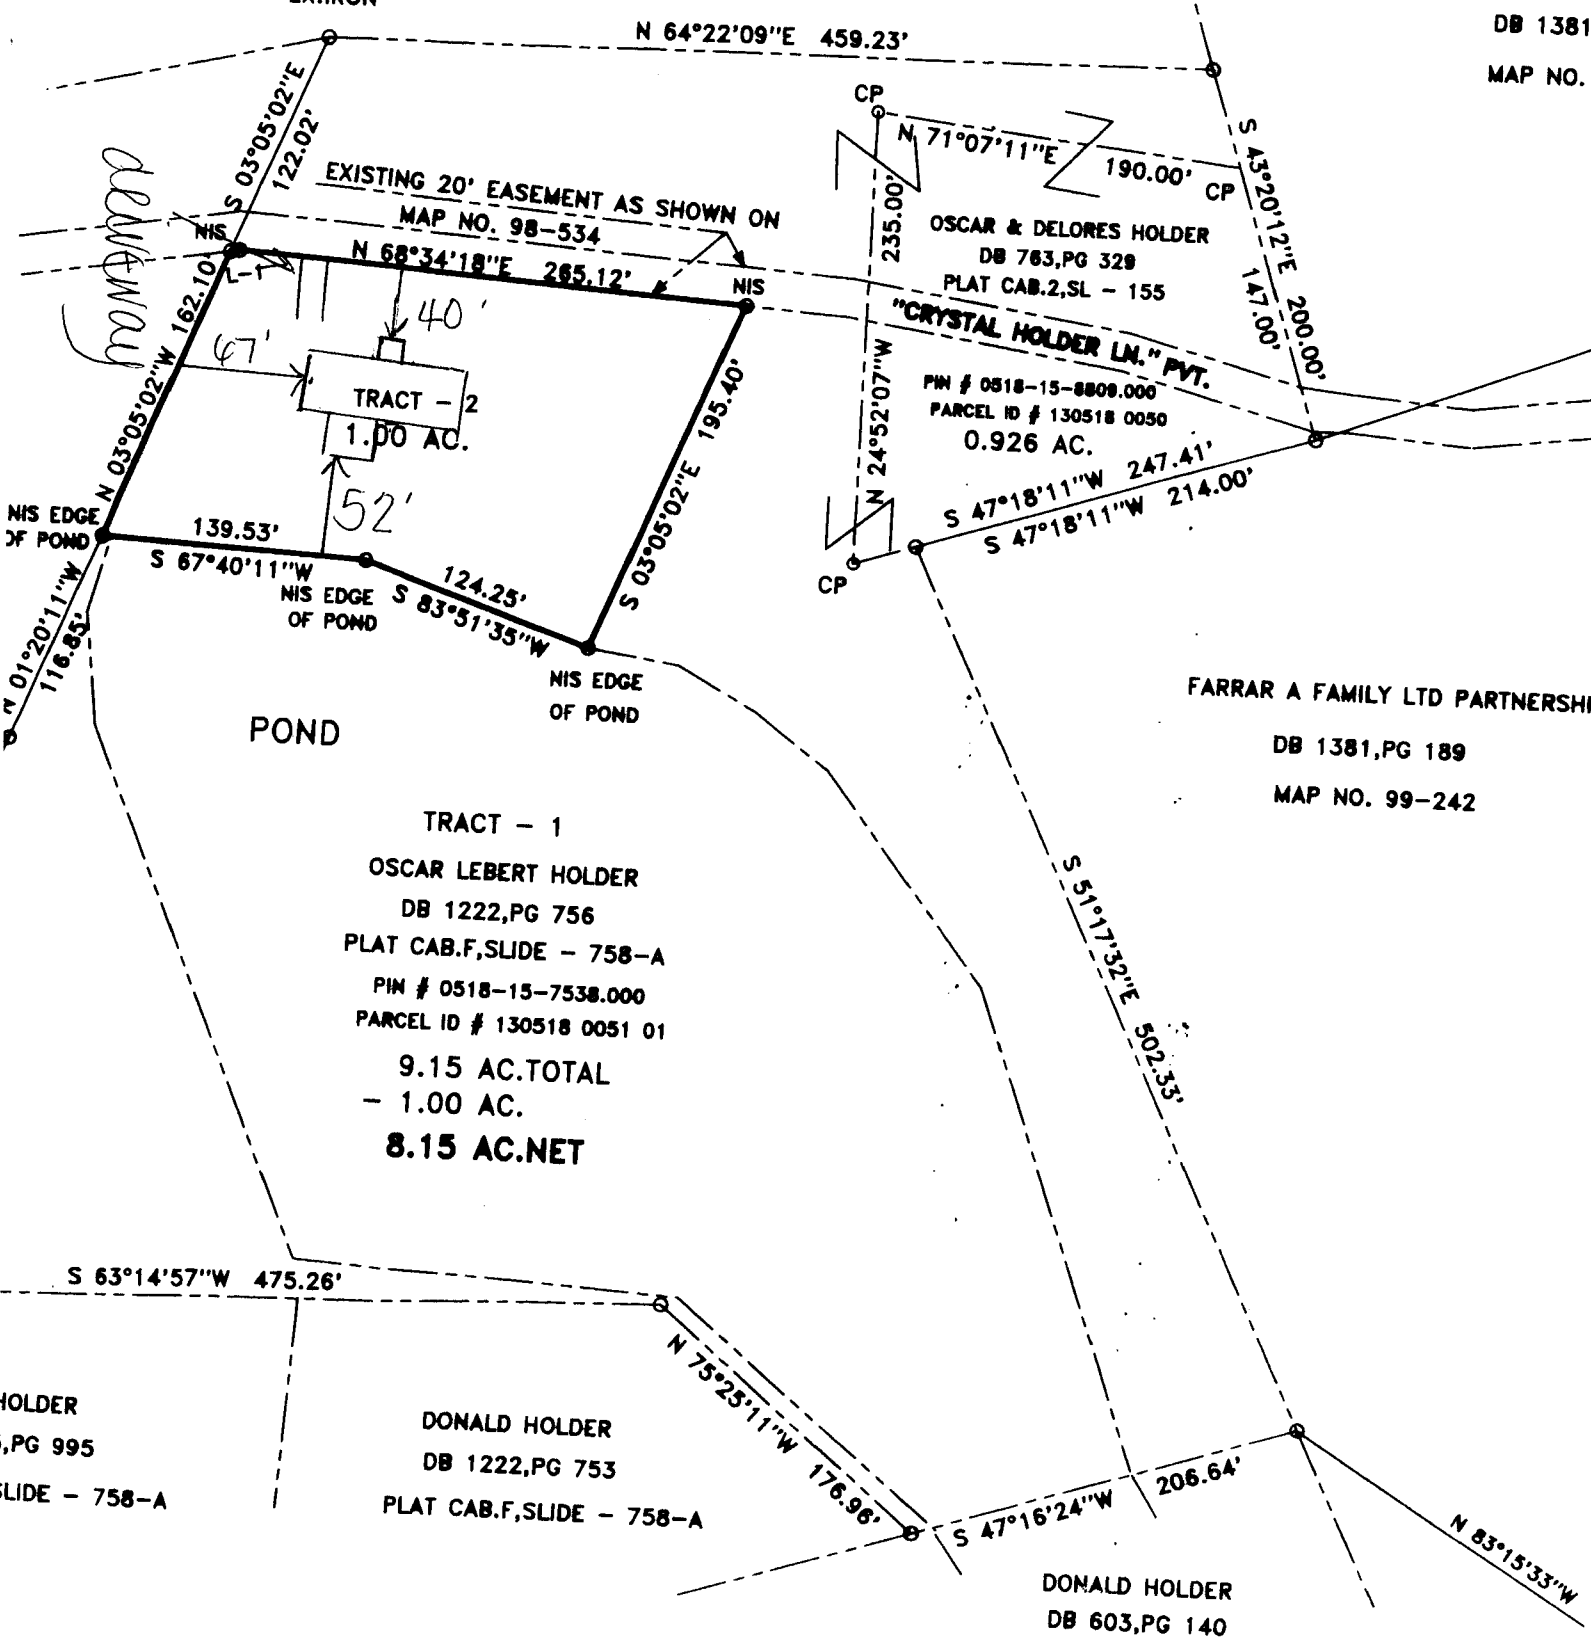 N 64°22'09"E 459.23'
DB 1381
MAP NO.
S 03°05'02"E
122.02'
CP
N 71°07'11"E
190.00' CP
S 43°20'12"E 200.00'
147.00'
EXISTING 20' EASEMENT AS SHOWN ON
MAP NO. 98-534
NIS
L-1
N 68°34'18"E 265.12'
NIS
235.00'
N 24°52'07"W
OSCAR & DELORES HOLDER
DB 763,PG 329
PLAT CAB.2,SL - 155
"CRYSTAL HOLDER LN." PVT.
PIN # 0518-15-8809.000
PARCEL ID # 130518 0050
0.926 AC.
S 47°18'11"W 247.41'
S 47°18'11"W 214.00'
CP
driveway
67'
40'
N 03°05'02"W 162.10'
TRACT - 2
1.00 AC.
52'
S 03°05'02"E 195.40'
NIS EDGE
OF POND
139.53'
S 67°40'11"W
NIS EDGE
OF POND
124.25'
S 83°51'35"W
NIS EDGE
OF POND
N 01°20'11"W
116.85'
POND
FARRAR A FAMILY LTD PARTNERSHI
DB 1381,PG 189
MAP NO. 99-242
TRACT - 1
OSCAR LEBERT HOLDER
DB 1222,PG 756
PLAT CAB.F,SLIDE - 758-A
PIN # 0518-15-7538.000
PARCEL ID # 130518 0051 01
9.15 AC.TOTAL
- 1.00 AC.
8.15 AC.NET
S 51°17'32"E 502.33'
S 63°14'57"W 475.26'
N 75°25'11"W 176.96'
S 47°16'24"W 206.64'
N 83°15'33"W
HOLDER
,PG 995
SLIDE - 758-A
DONALD HOLDER
DB 1222,PG 753
PLAT CAB.F,SLIDE - 758-A
DONALD HOLDER
DB 603,PG 140